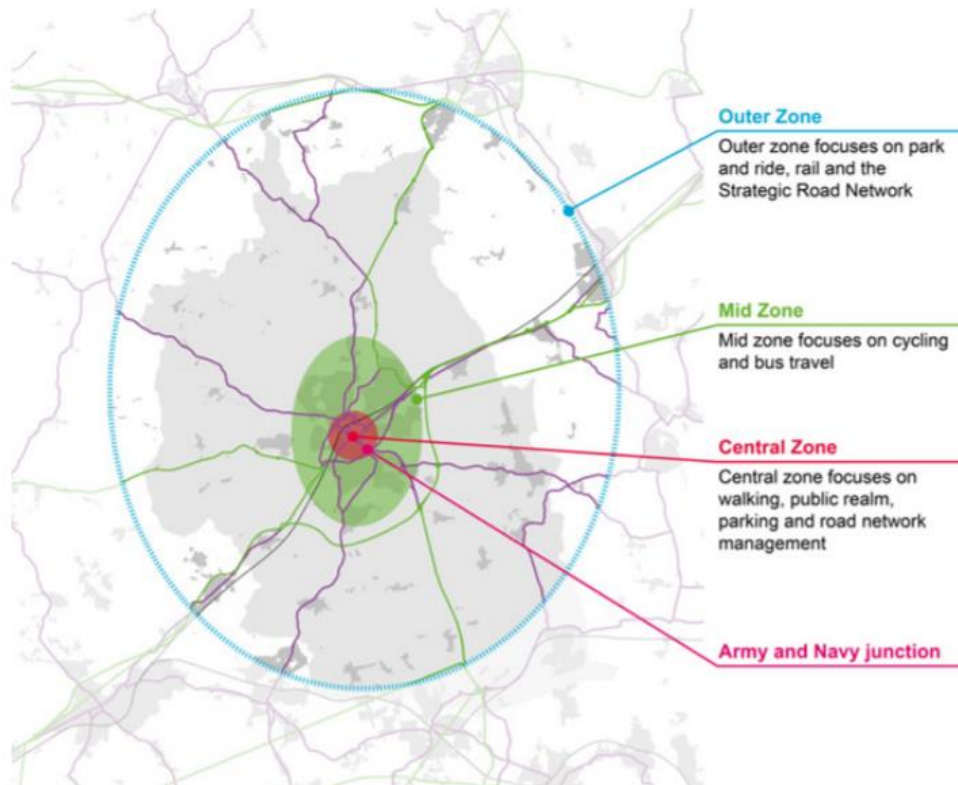 Outer Zone
Outer zone focuses on park
and ride, rail and the
Strategic Road Network
Mid Zone
Mid zone focuses on cycling
and bus travel
Central Zone
Central zone focuses on
walking, public realm,
parking and road network
management
Army and Navy junction